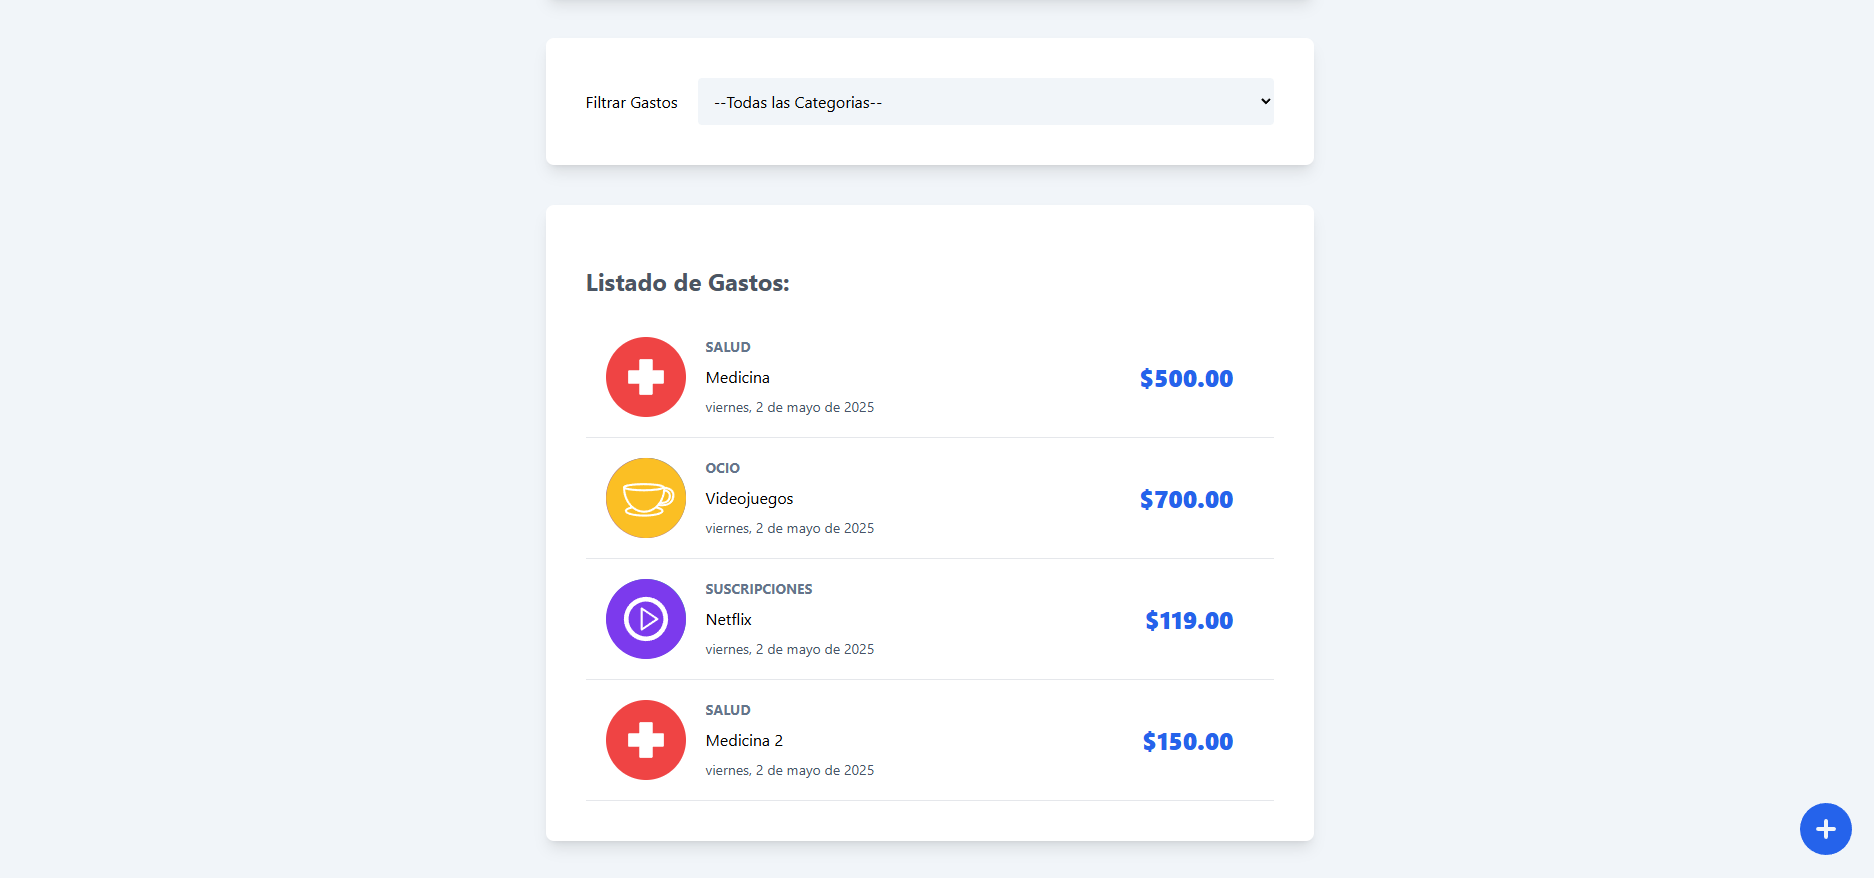 Filtrar Gastos
--Todas las Categorias--
Listado de Gastos:
SALUD
Medicina
viernes, 2 de mayo de 2025
$500.00
OCIO
Videojuegos
viernes, 2 de mayo de 2025
$700.00
SUSCRIPCIONES
Netflix
viernes, 2 de mayo de 2025
$119.00
SALUD
Medicina 2
viernes, 2 de mayo de 2025
$150.00